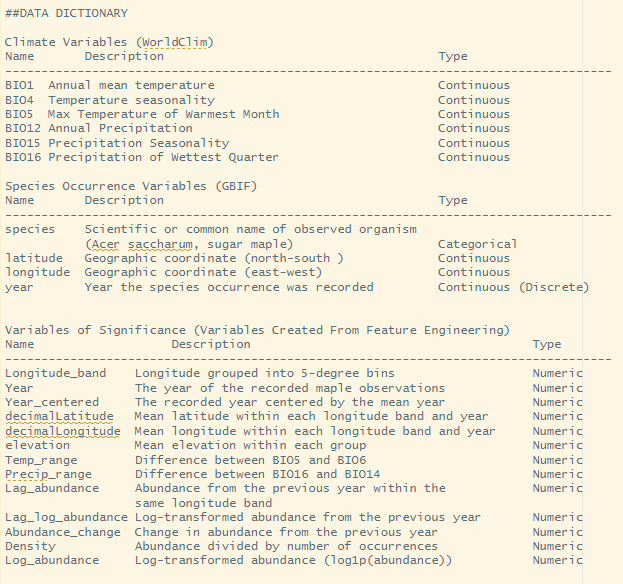 ##DATA DICTIONARY
Climate Variables (WorldClim)
Name Description Type
--------------------------------------------------------------------------------------
BIO1 Annual mean temperature Continuous
BIO4 Temperature seasonality Continuous
BIO5 Max Temperature of Warmest Month Continuous
BIO12 Annual Precipitation Continuous
BIO15 Precipitation Seasonality Continuous
BIO16 Precipitation of Wettest Quarter Continuous
Species Occurrence Variables (GBIF)
Name Description Type
--------------------------------------------------------------------------------------
species Scientific or common name of observed organism
(Acer saccharum, sugar maple) Categorical
latitude Geographic coordinate (north-south )  Continuous
longitude Geographic coordinate (east-west) Continuous
year Year the species occurrence was recorded Continuous (Discrete)
Variables of Significance (Variables Created From Feature Engineering)
Name Description Type
--------------------------------------------------------------------------------------
Longitude_band Longitude grouped into 5-degree bins Numeric
Year The year of the recorded maple observations Numeric
Year_centered The recorded year centered by the mean year Numeric
decimalLatitude Mean latitude within each longitude band and year Numeric
decimalLongitude Mean longitude within each longitude band and year Numeric
elevation Mean elevation within each group Numeric
Temp_range Difference between BIO5 and BIO6 Numeric
Precip_range Difference between BIO16 and BIO14 Numeric
Lag_abundance Abundance from the previous year within the Numeric
same longitude band
Lag_log_abundance Log-transformed abundance from the previous year Numeric
Abundance_change Change in abundance from the previous year Numeric
Density Abundance divided by number of occurrences Numeric
Log_abundance Log-transformed abundance (log1p(abundance)) Numeric